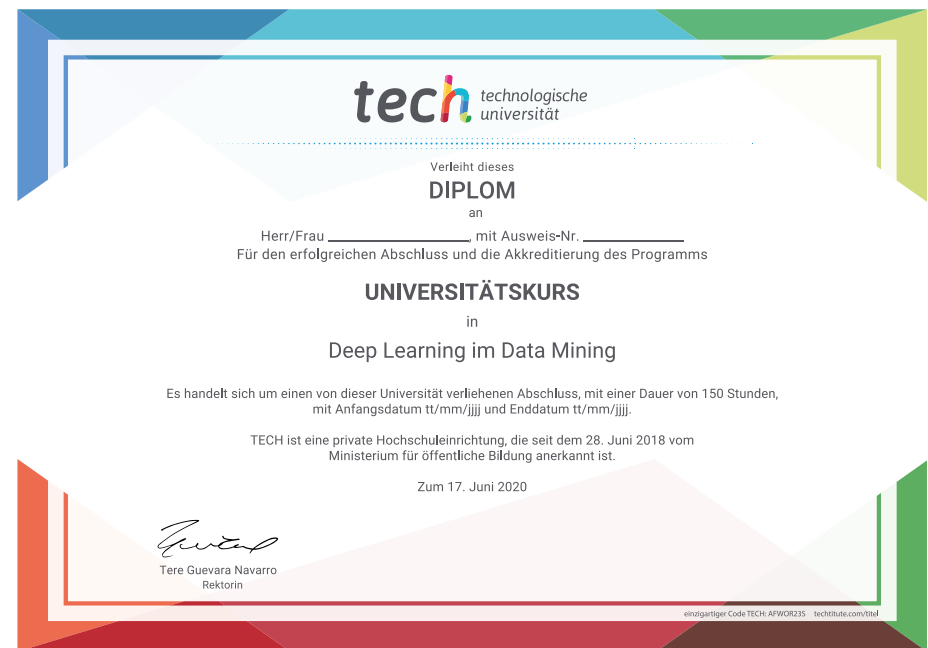 tech technologische
universität
Verleiht dieses
DIPLOM
an
Herr/Frau ____________________, mit Ausweis-Nr. ______________
Für den erfolgreichen Abschluss und die Akkreditierung des Programms
UNIVERSITÄTSKURS
in
Deep Learning im Data Mining
Es handelt sich um einen von dieser Universität verliehenen Abschluss, mit einer Dauer von 150 Stunden,
mit Anfangsdatum tt/mm/jjjj und Enddatum tt/mm/jjjj.
TECH ist eine private Hochschuleinrichtung, die seit dem 28. Juni 2018 vom
Ministerium für öffentliche Bildung anerkannt ist.
Zum 17. Juni 2020
Tere Guevara Navarro
Rektorin
einzigartiger Code TECH: AFWOR23S techtitute.com/titel